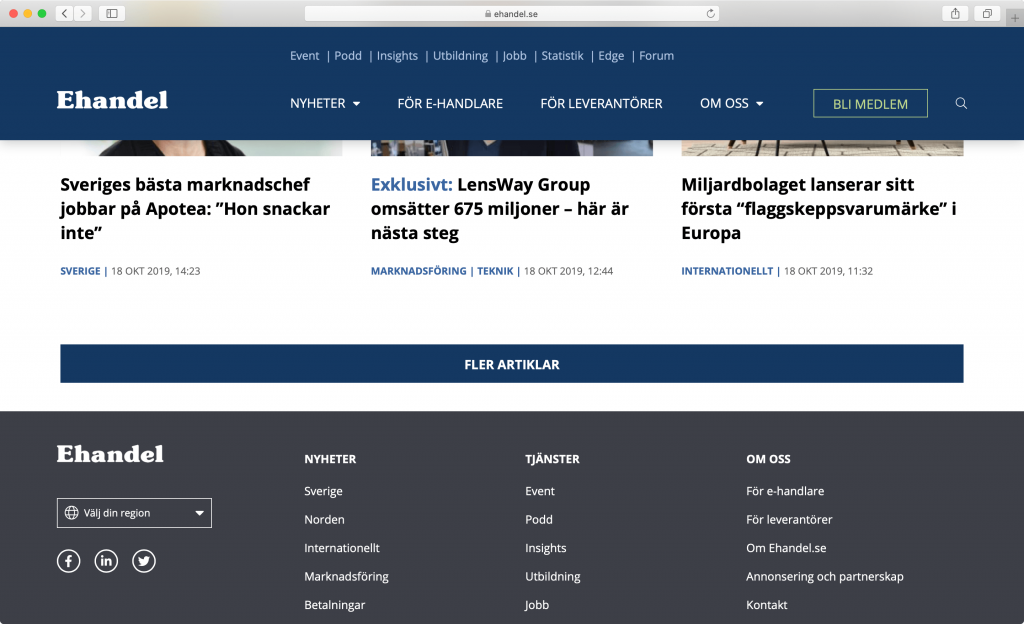 ehandel.se
Event | Podd | Insights | Utbildning | Jobb | Statistik | Edge | Forum
Ehandel
NYHETER
FÖR E-HANDLARE
FÖR LEVERANTÖRER
OM OSS
BLI MEDLEM
Sveriges bästa marknadschef
jobbar på Apotea: ”Hon snackar
inte”
SVERIGE | 18 OKT 2019, 14:23
Exklusivt: LensWay Group
omsätter 675 miljoner – här är
nästa steg
MARKNADSFÖRING | TEKNIK | 18 OKT 2019, 12:44
Miljardbolaget lanserar sitt
första “flaggskeppsvarumärke” i
Europa
INTERNATIONELLT | 18 OKT 2019, 11:32
FLER ARTIKLAR
Ehandel
Välj din region
NYHETER
Sverige
Norden
Internationellt
Marknadsföring
Betalningar
TJÄNSTER
Event
Podd
Insights
Utbildning
Jobb
OM OSS
För e-handlare
För leverantörer
Om Ehandel.se
Annonsering och partnerskap
Kontakt